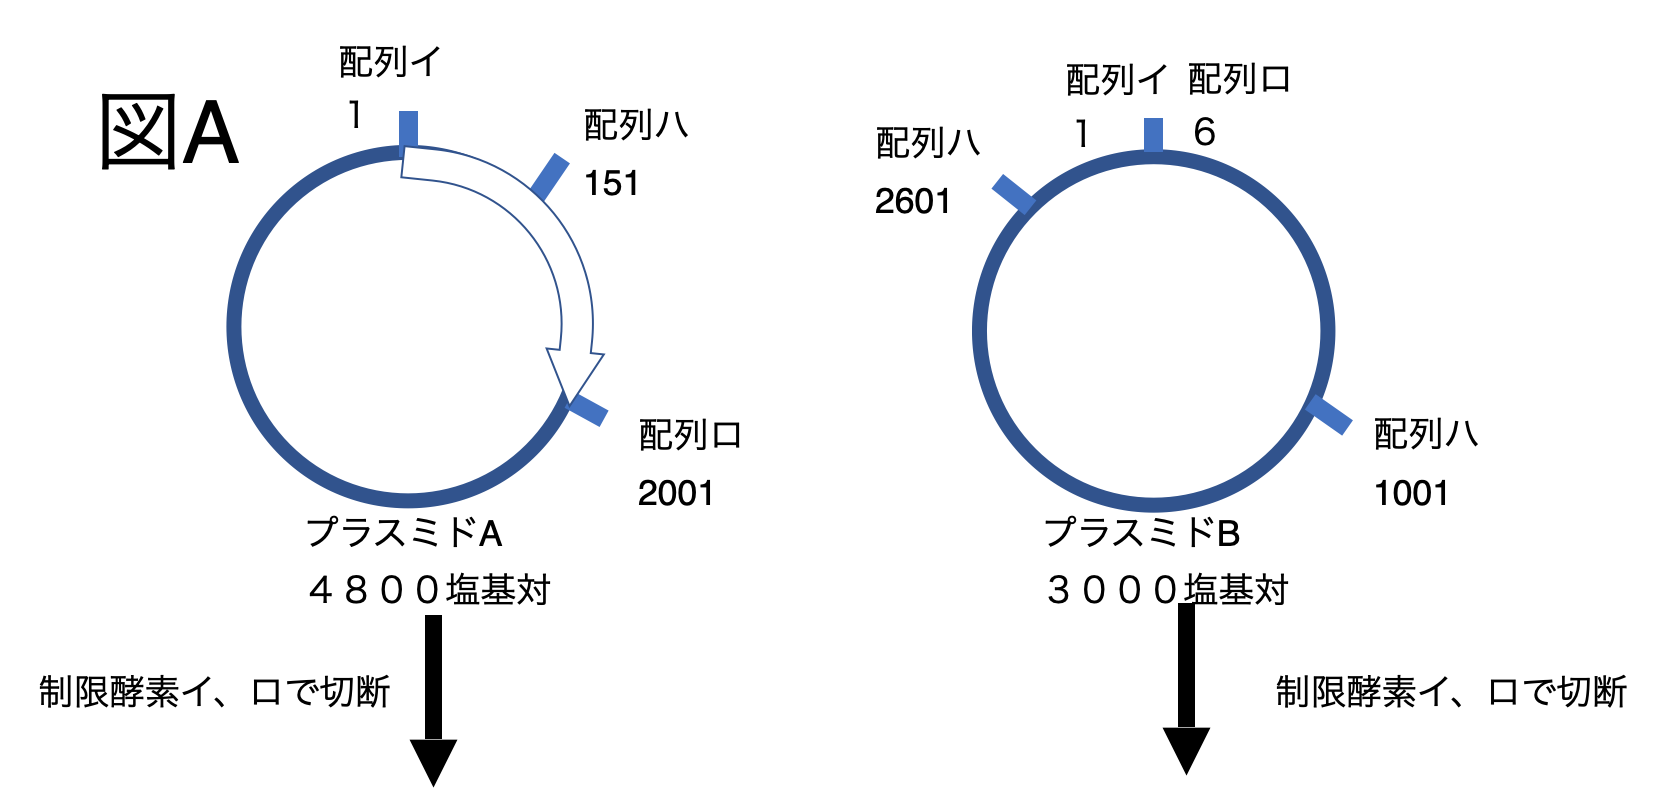 図A
配列イ
1
配列ハ
151
配列ロ
2001
プラスミドA
４８００塩基対
制限酵素イ、ロで切断
配列イ 配列ロ
1 6
配列ハ
2601
配列ハ
1001
プラスミドB
３０００塩基対
制限酵素イ、ロで切断